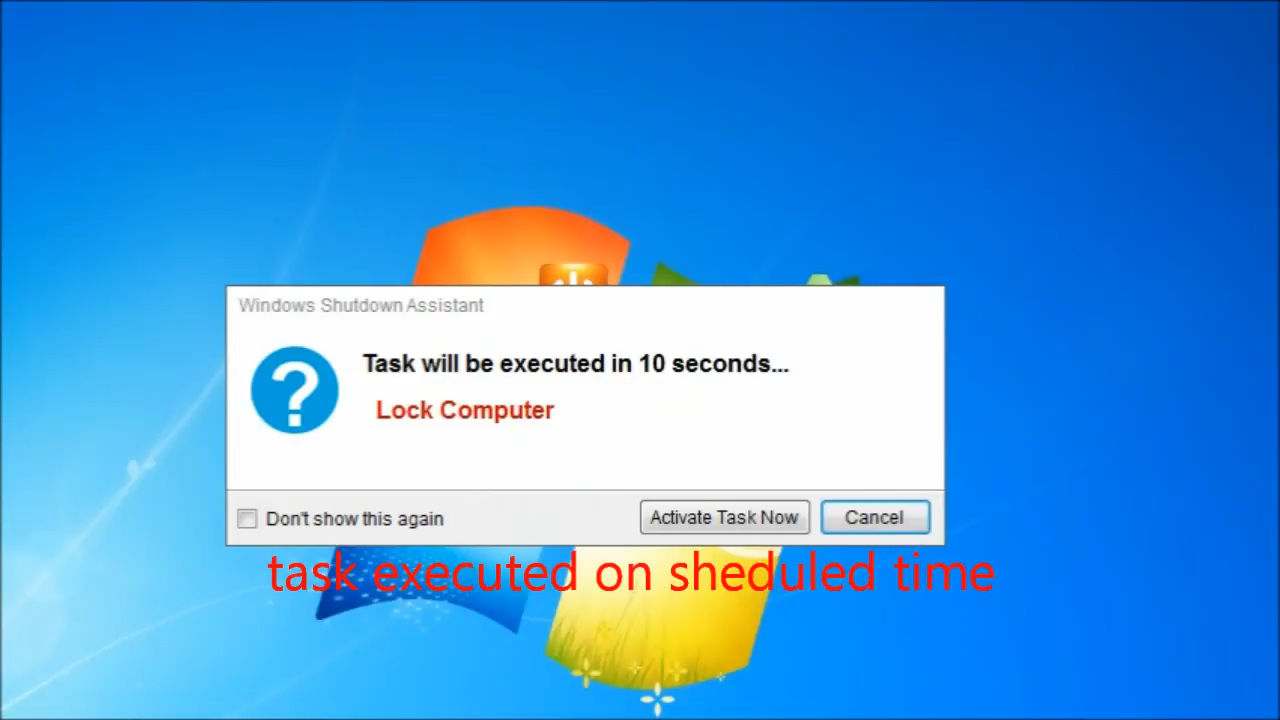 Windows Shutdown Assistant
Task will be executed in 10 seconds...
Lock Computer
Don't show this again
Activate Task Now
Cancel
task executed on sheduled time